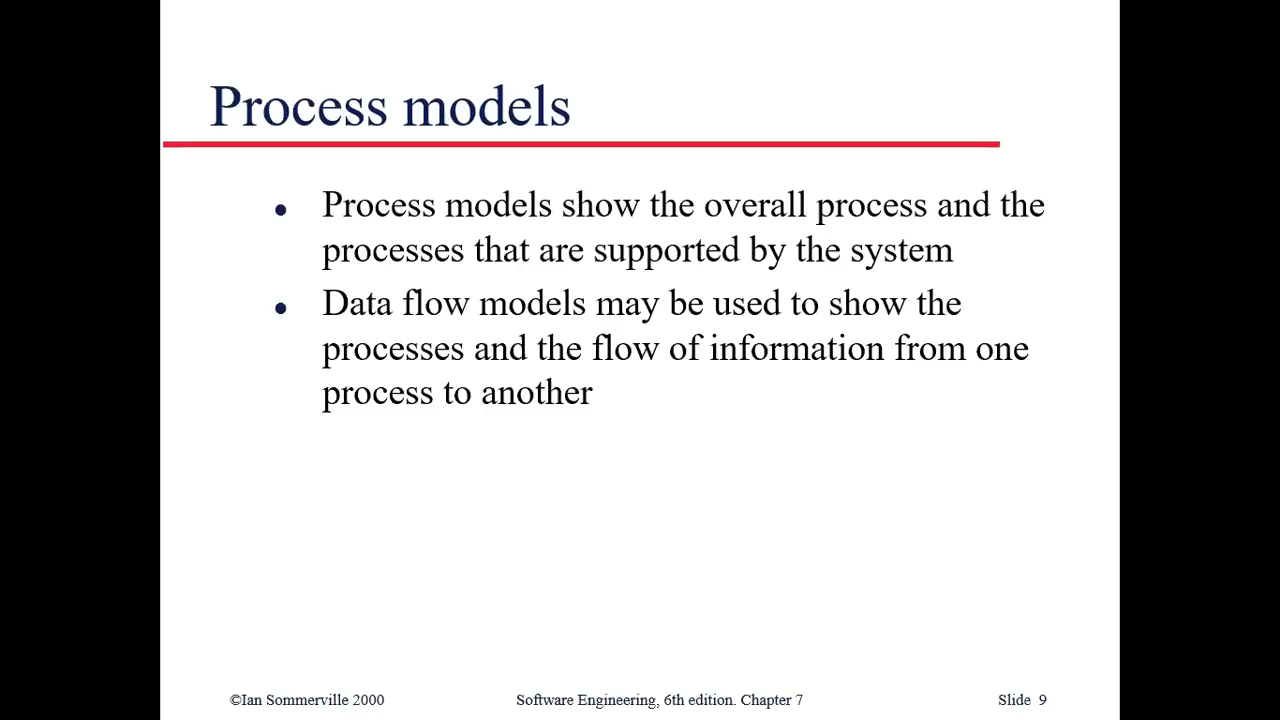 Process models
• Process models show the overall process and the
processes that are supported by the system
• Data flow models may be used to show the
processes and the flow of information from one
process to another
©Ian Sommerville 2000 Software Engineering, 6th edition. Chapter 7 Slide 9